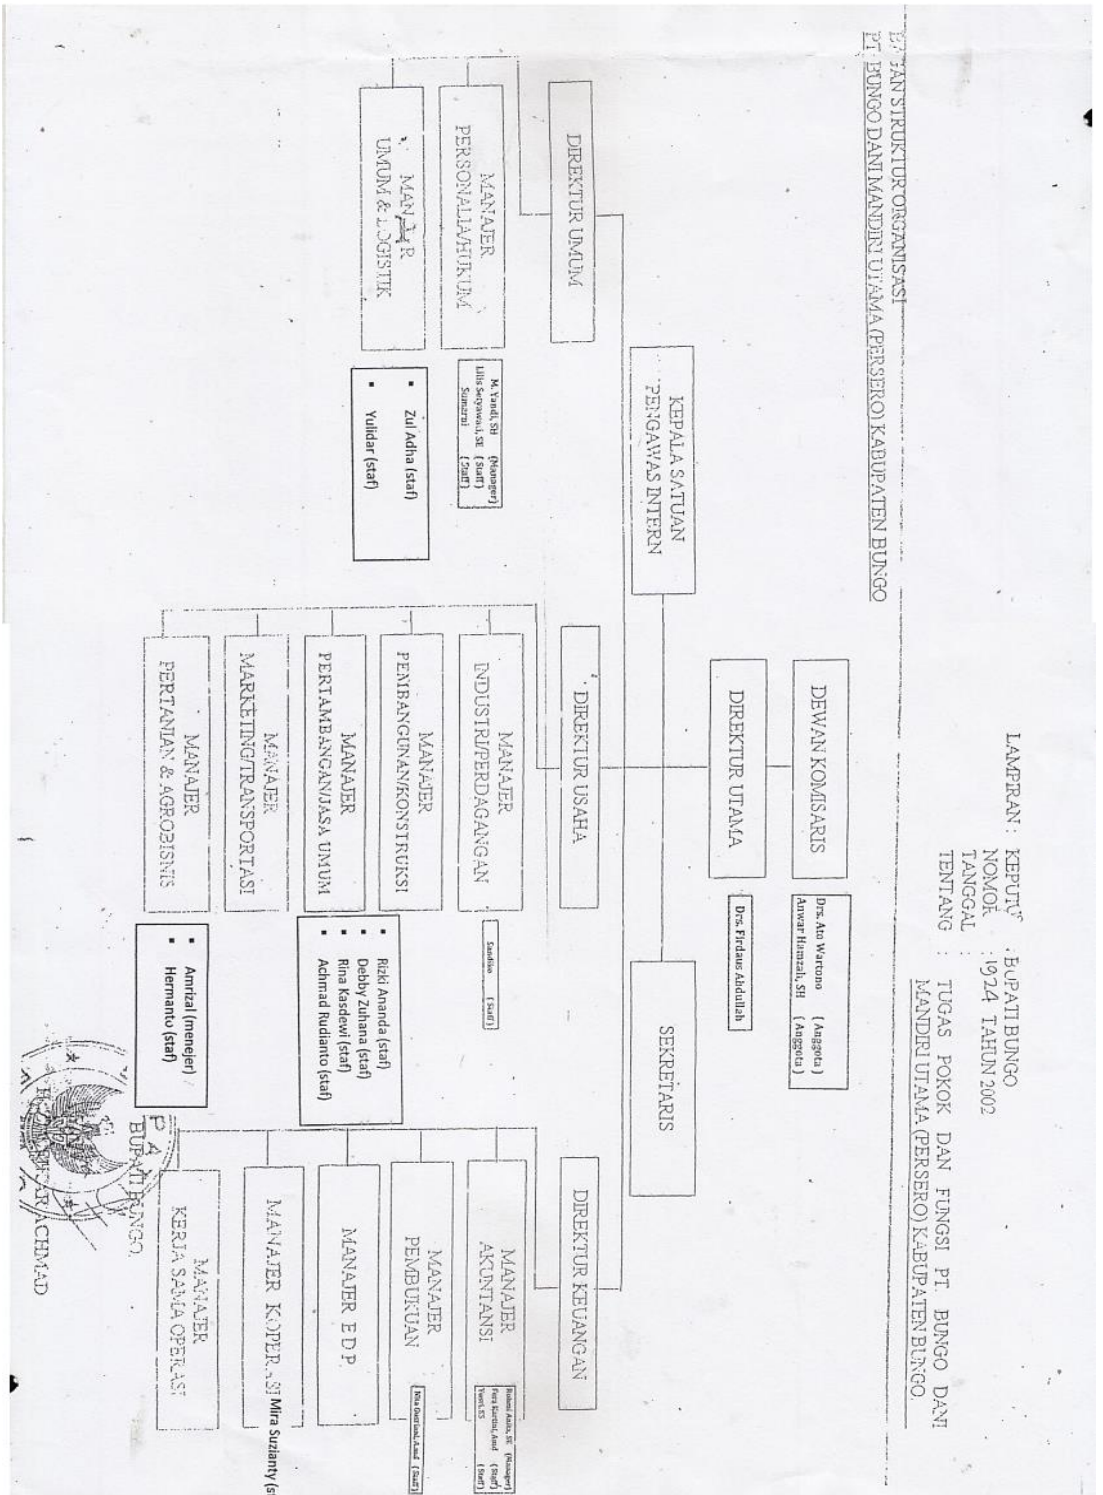 LAMPIRAN : KEPUTU BUPATI BUNGO
NOMOR : 1924 TAHUN 2002
TANGGAL :
TENTANG : TUGAS POKOK DAN FUNGSI PT. BUNGO DANI
MANDIRI UTAMA (PERSERO) KABUPATEN BUNGO.
STRUKTUR ORGANISASI
PT BUNGO DANI MANDIRI UTAMA (PERSERO) KABUPATEN BUNGO
DEWAN KOMISARIS
Drs. Ato Wartono ( Anggota )
Anwar Hamzah, SH ( Anggota )
DIREKTUR UTAMA
Drs. Firdaus Abdullah
KEPALA SATUAN
PENGAWAS INTERN
SEKRETARIS
DIREKTUR UMUM
DIREKTUR USAHA
DIREKTUR KEUANGAN
MANAJER
PERSONALIA/HUKUM
M. Yandi, SH (Manager)
Lilis Setyawati, SE ( Staff )
Sumarni ( Staff )
MANAJER
UMUM & LOGISTIK
▪ Zul Adha (staf)
▪ Yulidar (staf)
MANAJER
INDUSTRI/PERDAGANGAN
( Staff )
MANAJER
PEMBANGUNAN/KONSTRUKSI
MANAJER
PERTAMBANGAN/JASA UMUM
▪ Rizki Ananda (staf)
▪ Debby Zuhana (staf)
▪ Rina Kasdewi (staf)
▪ Achmad Rudianto (staf)
MANAJER
MARKETING/TRANSPORTASI
MANAJER
PERTANIAN & AGROBISNIS
▪ Amrizal (menejer)
▪ Hermanto (staf)
MANAJER
AKUNTANSI
(Manager)
( Staff )
( Staff )
MANAJER
PEMBUKUAN
( Staff )
MANAJER E D P
MANAJER KOPERASI Mira Suzianty (s
MANAJER
KERJA SAMA OPERASI
BUPATI BUNGO,
ACHMAD